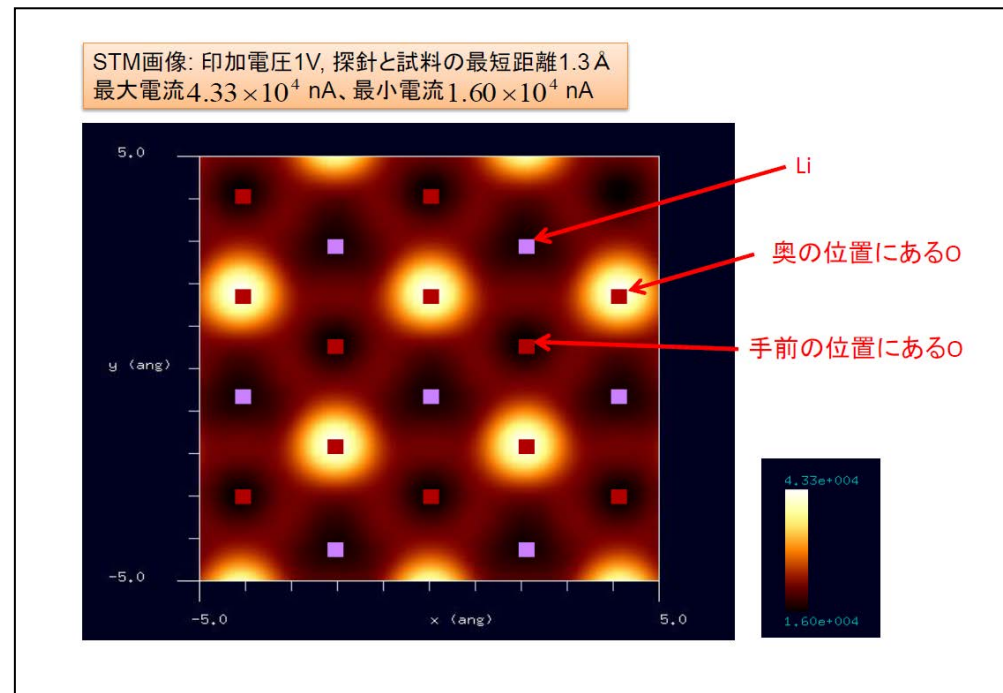 STM画像: 印加電圧1V, 探針と試料の最短距離1.3Å
最大電流4.33×10⁴ nA、最小電流1.60×10⁴ nA
5.0
Li
奥の位置にあるO
手前の位置にあるO
y (ang)
-5.0
-5.0
x (ang)
5.0
4.33e+004
1.60e+004